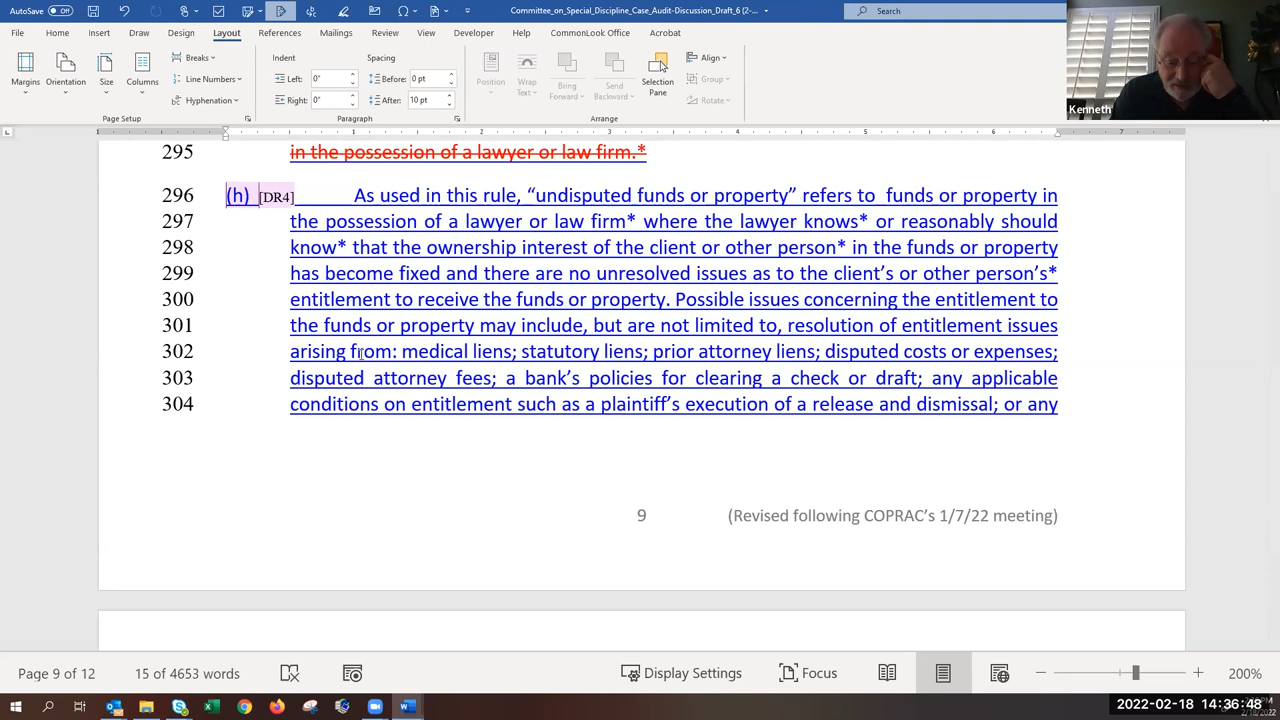 AutoSave Off
Committee_on_Special_Discipline_Case_Audit-Discussion_Draft_6 (2-...
Search
File Home Insert Draw Design Layout References Mailings Review View Developer Help CommonLook Office Acrobat
Margins Orientation Size Columns Breaks Line Numbers Hyphenation
Indent Left: 0" Right: 0"
Spacing Before: 0 pt After: 10 pt
Position Wrap Text Bring Forward Send Backward Selection Pane Align Group Rotate
Page Setup Paragraph Arrange
Kenneth
295 in the possession of a lawyer or law firm.*
296 (h) [DR4] As used in this rule, “undisputed funds or property” refers to funds or property in
297 the possession of a lawyer or law firm* where the lawyer knows* or reasonably should
298 know* that the ownership interest of the client or other person* in the funds or property
299 has become fixed and there are no unresolved issues as to the client’s or other person’s*
300 entitlement to receive the funds or property. Possible issues concerning the entitlement to
301 the funds or property may include, but are not limited to, resolution of entitlement issues
302 arising from: medical liens; statutory liens; prior attorney liens; disputed costs or expenses;
303 disputed attorney fees; a bank’s policies for clearing a check or draft; any applicable
304 conditions on entitlement such as a plaintiff’s execution of a release and dismissal; or any
9 (Revised following COPRAC’s 1/7/22 meeting)
Page 9 of 12 15 of 4653 words Display Settings Focus 200%
2022-02-18 14:36:48